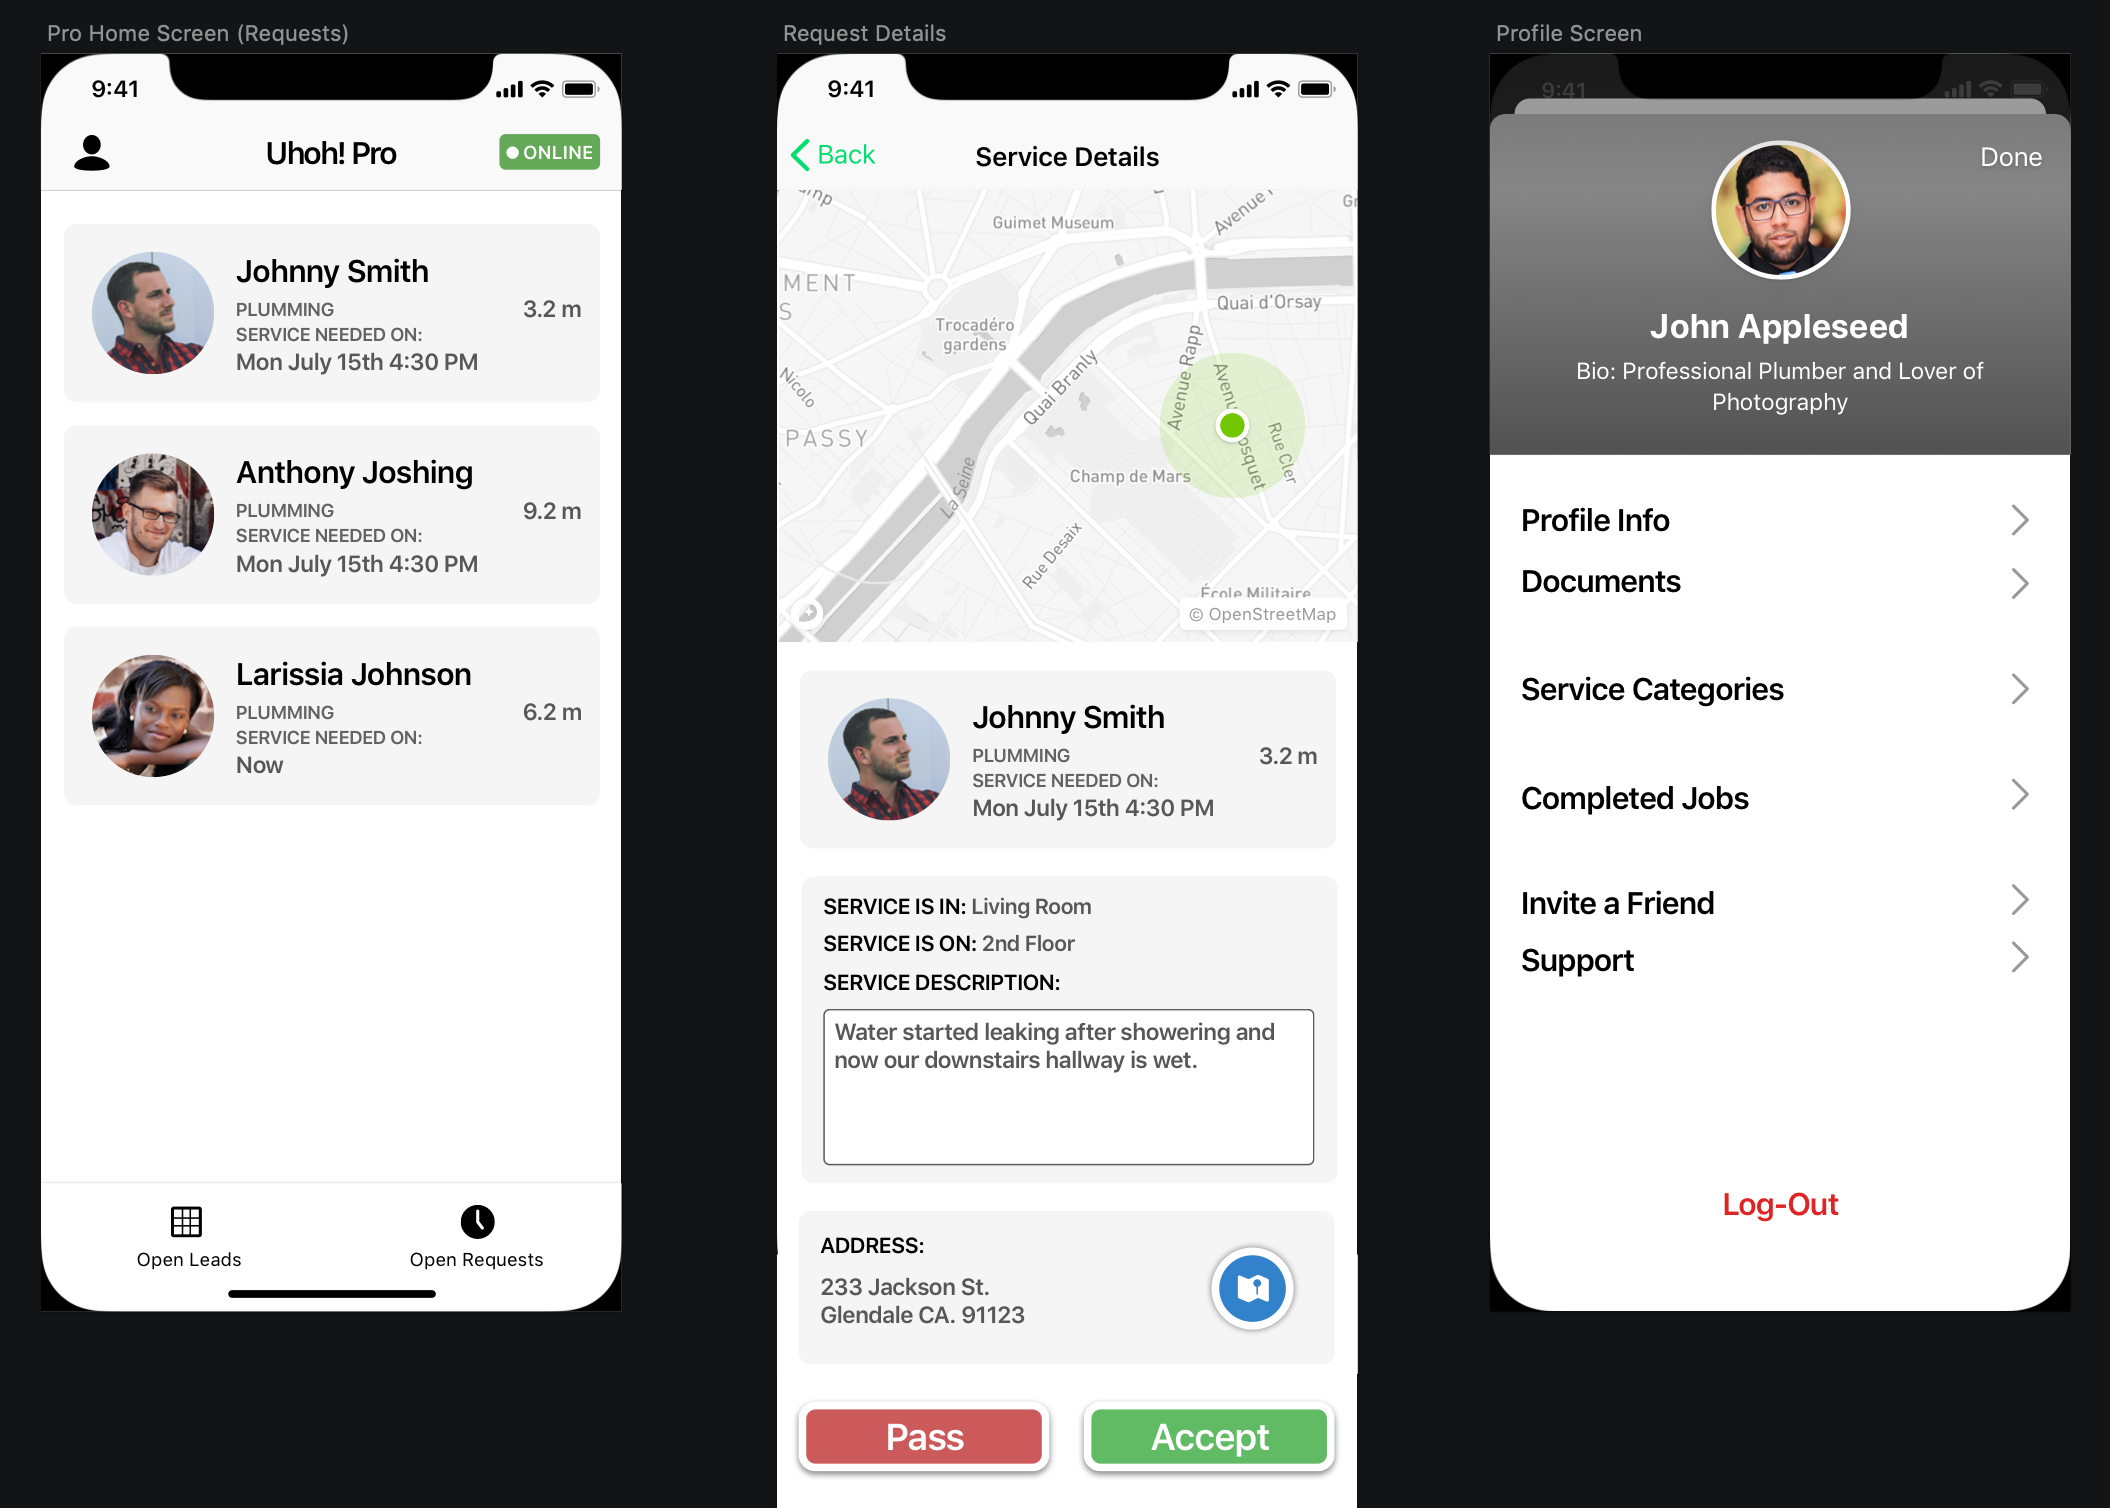 Pro Home Screen (Requests)
9:41
Uhoh! Pro
ONLINE
Johnny Smith
PLUMMING
SERVICE NEEDED ON:
Mon July 15th 4:30 PM
3.2 m
Anthony Joshing
PLUMMING
SERVICE NEEDED ON:
Mon July 15th 4:30 PM
9.2 m
Larissia Johnson
PLUMMING
SERVICE NEEDED ON:
Now
6.2 m
Open Leads
Open Requests
Request Details
9:41
Back
Service Details
Guimet Museum
Avenue
MENT
S
Quai d'Orsay
Trocadéro
gardens
Nicolo
Quai Branly
Avenue Rapp
PASSY
Rue Cler
Champ de Mars
La Seine
Rue Desaix
École Militaire
© OpenStreetMap
Johnny Smith
PLUMMING
SERVICE NEEDED ON:
Mon July 15th 4:30 PM
3.2 m
SERVICE IS IN: Living Room
SERVICE IS ON: 2nd Floor
SERVICE DESCRIPTION:
Water started leaking after showering and
now our downstairs hallway is wet.
ADDRESS:
233 Jackson St.
Glendale CA. 91123
Pass
Accept
Profile Screen
9:41
Done
John Appleseed
Bio: Professional Plumber and Lover of
Photography
Profile Info
Documents
Service Categories
Completed Jobs
Invite a Friend
Support
Log-Out